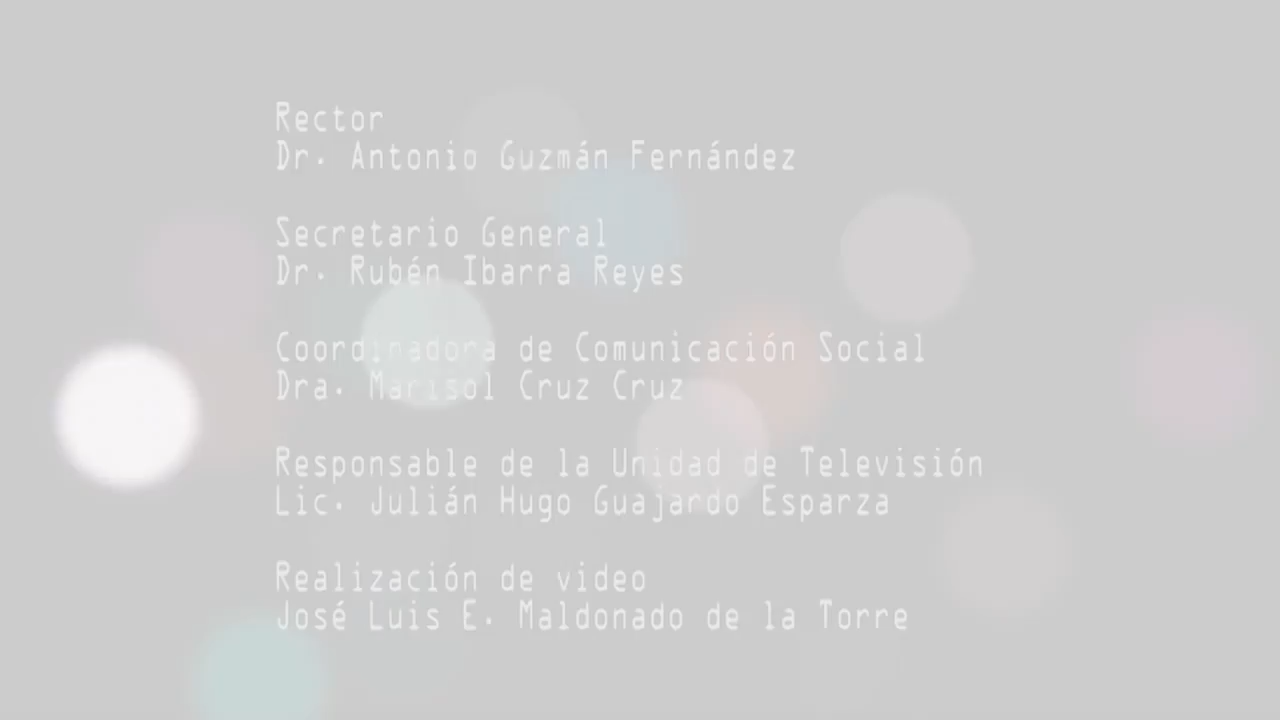 Rector
Dr. Antonio Guzmán Fernández
Secretario General
Dr. Rubén Ibarra Reyes
Coordinadora de Comunicación Social
Dra. Marisol Cruz Cruz
Responsable de la Unidad de Televisión
Lic. Julián Hugo Guajardo Esparza
Realización de video
José Luis E. Maldonado de la Torre